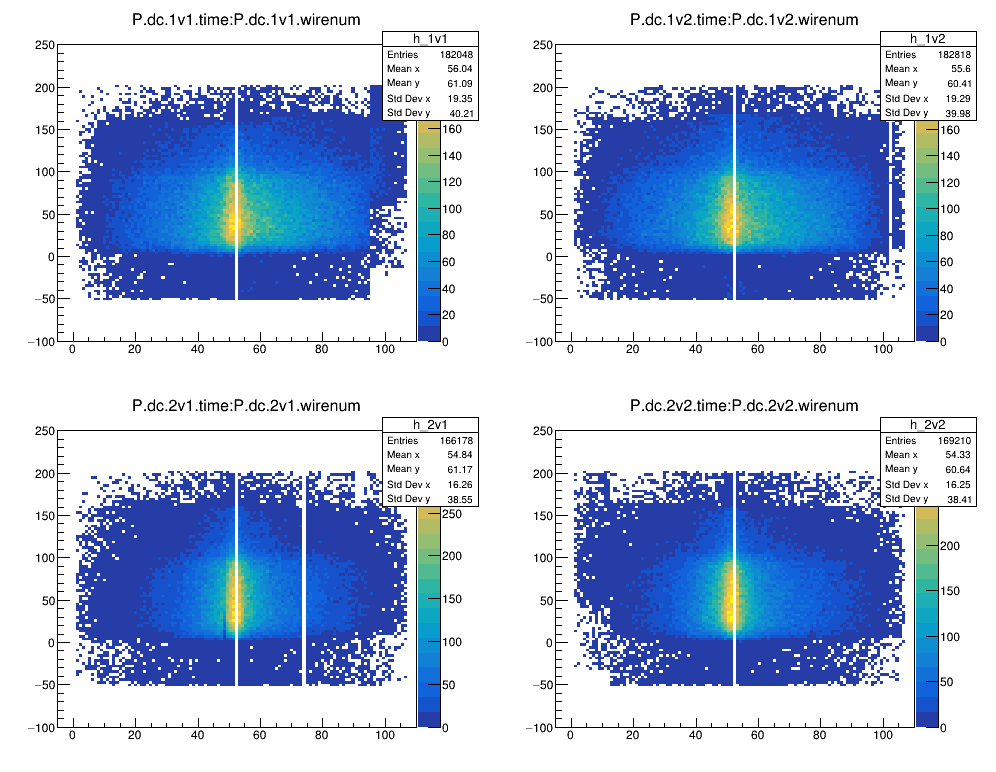 P.dc.1v1.time:P.dc.1v1.wirenum
h_1v1
Entries 182048
Mean x 56.04
Mean y 61.09
Std Dev x 19.35
Std Dev y 40.21
250
200
150
100
50
0
−50
−100
0 20 40 60 80 100
160
140
120
100
80
60
40
20
0
P.dc.1v2.time:P.dc.1v2.wirenum
h_1v2
Entries 182818
Mean x 55.6
Mean y 60.41
Std Dev x 19.29
Std Dev y 39.98
250
200
150
100
50
0
−50
−100
0 20 40 60 80 100
160
140
120
100
80
60
40
20
0
P.dc.2v1.time:P.dc.2v1.wirenum
h_2v1
Entries 166178
Mean x 54.84
Mean y 61.17
Std Dev x 16.26
Std Dev y 38.55
250
200
150
100
50
0
−50
−100
0 20 40 60 80 100
250
200
150
100
50
0
P.dc.2v2.time:P.dc.2v2.wirenum
h_2v2
Entries 169210
Mean x 54.33
Mean y 60.64
Std Dev x 16.25
Std Dev y 38.41
250
200
150
100
50
0
−50
−100
0 20 40 60 80 100
200
150
100
50
0